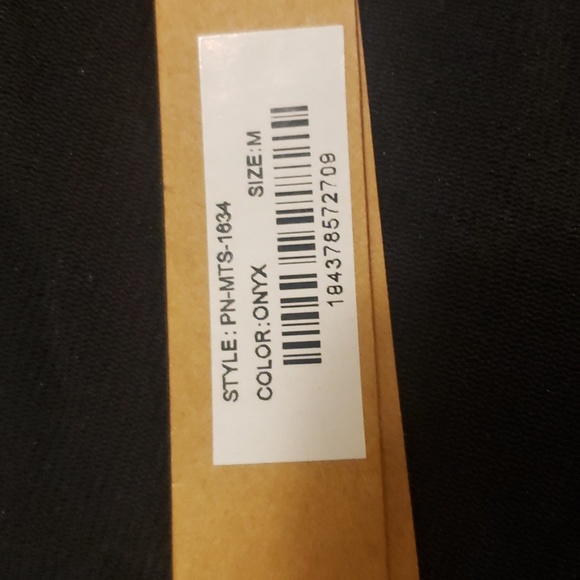 STYLE: PN-MTS-1634
COLOR:ONYX SIZE:M
184378572709